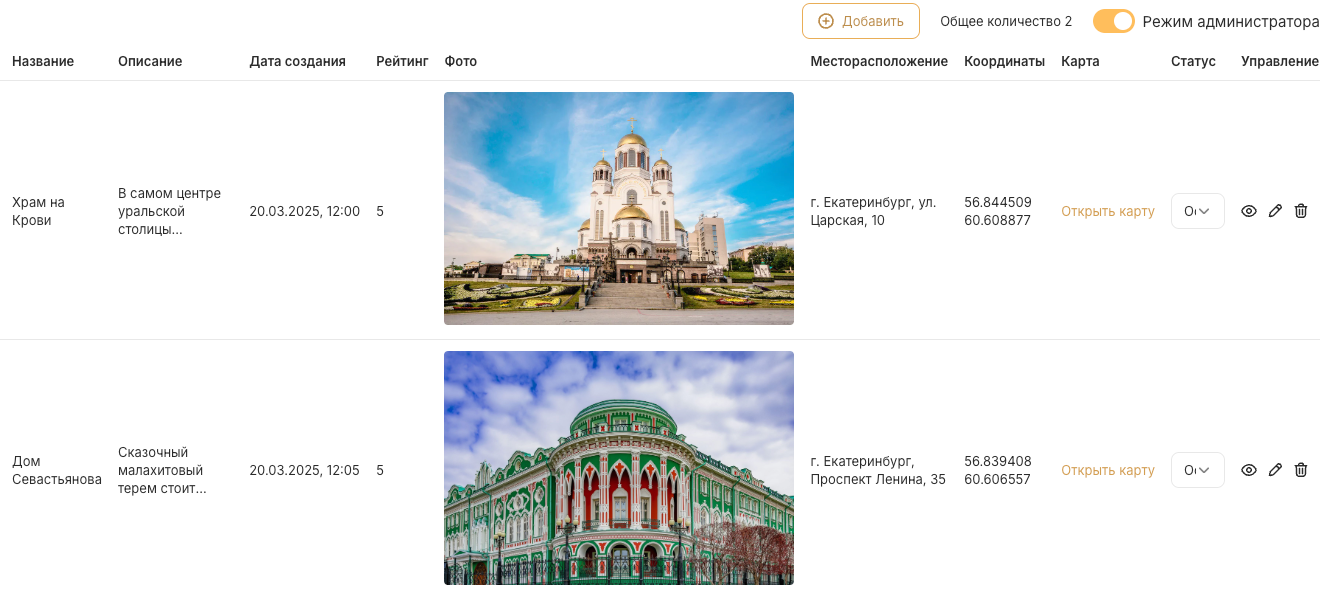 Добавить Общее количество 2 Режим администратора
Название Описание Дата создания Рейтинг Фото Месторасположение Координаты Карта Статус Управление
Храм на
Крови
В самом центре
уральской
столицы...
20.03.2025, 12:00
5
г. Екатеринбург, ул.
Царская, 10
56.844509
60.608877
Открыть карту
Дом
Севастьянова
Сказочный
малахитовый
терем стоит...
20.03.2025, 12:05
5
г. Екатеринбург,
Проспект Ленина, 35
56.839408
60.606557
Открыть карту